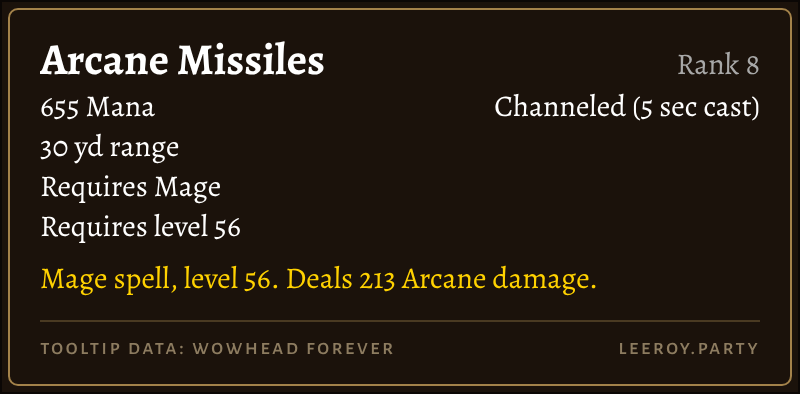 Arcane Missiles
Rank 8
655 Mana
Channeled (5 sec cast)
30 yd range
Requires Mage
Requires level 56
Mage spell, level 56. Deals 213 Arcane damage.
TOOLTIP DATA: WOWHEAD FOREVER
LEEROY.PARTY